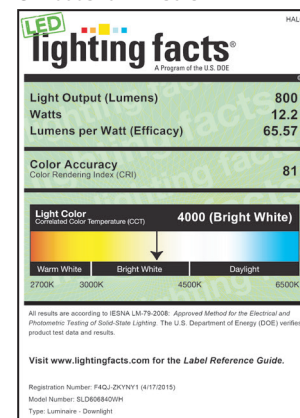 HAL
LED
lighting facts®
A Program of the U.S. DOE
Light Output (Lumens) 800
Watts 12.2
Lumens per Watt (Efficacy) 65.57
Color Accuracy 81
Color Rendering Index (CRI)
Light Color 4000 (Bright White)
Correlated Color Temperature (CCT)
Warm White Bright White Daylight
2700K 3000K 4500K 6500K
All results are according to IESNA LM-79-2008: Approved Method for the Electrical and
Photometric Testing of Solid-State Lighting. The U.S. Department of Energy (DOE) verifies
product test data and results.
Visit www.lightingfacts.com for the Label Reference Guide.
Registration Number: F4QJ-ZKYNY1 (4/17/2015)
Model Number: SLD606840WH
Type: Luminaire - Downlight